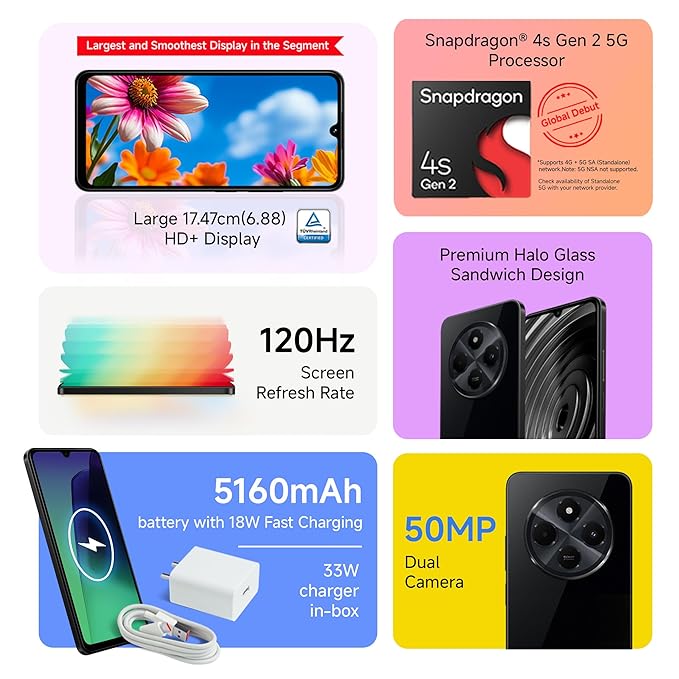 Largest and Smoothest Display in the Segment
Large 17.47cm(6.88)
HD+ Display
TÜVRheinland
CERTIFIED
Snapdragon® 4s Gen 2 5G
Processor
Snapdragon
4s
Gen 2
Global Debut
*Supports 4G + 5G SA (Standalone)
network.Note: 5G NSA not supported.
Check availability of Standalone
5G with your network provider.
Premium Halo Glass
Sandwich Design
120Hz
Screen
Refresh Rate
5160mAh
battery with 18W Fast Charging
33W
charger
in-box
50MP
Dual
Camera